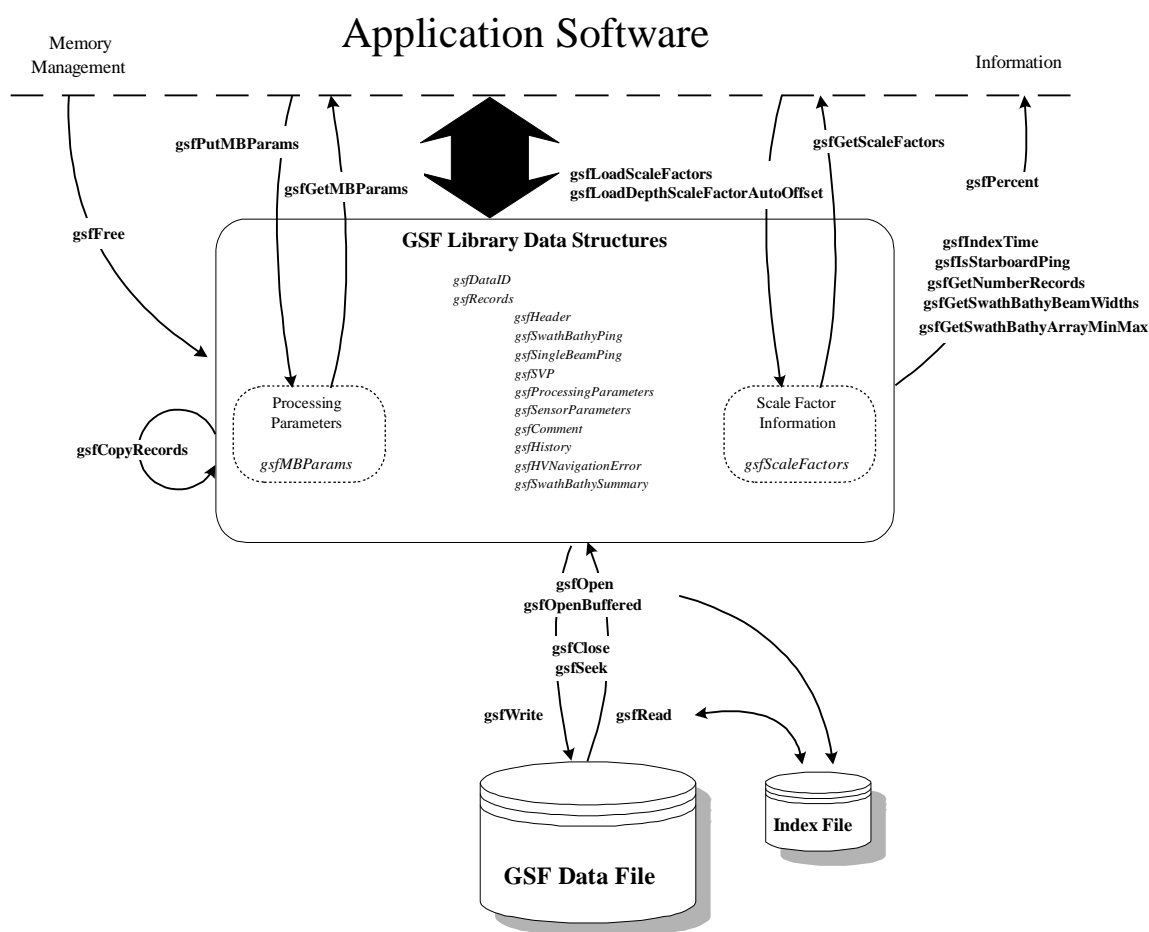 Application Software
Memory
Management
Information
gsfPutMBParams
gsfGetMBParams
gsfLoadScaleFactors
gsfLoadDepthScaleFactorAutoOffset
gsfGetScaleFactors
gsfPercent
gsfFree
GSF Library Data Structures
gsfIndexTime
gsfIsStarboardPing
gsfGetNumberRecords
gsfGetSwathBathyBeamWidths
gsfGetSwathBathyArrayMinMax
gsfDataID
gsfRecords
gsfHeader
gsfSwathBathyPing
gsfSingleBeamPing
gsfSVP
gsfProcessingParameters
gsfSensorParameters
gsfComment
gsfHistory
gsfHVNavigationError
gsfSwathBathySummary
Processing
Parameters
gsfMBParams
Scale Factor
Information
gsfScaleFactors
gsfCopyRecords
gsfOpen
gsfOpenBuffered
gsfClose
gsfSeek
gsfWrite
gsfRead
GSF Data File
Index File